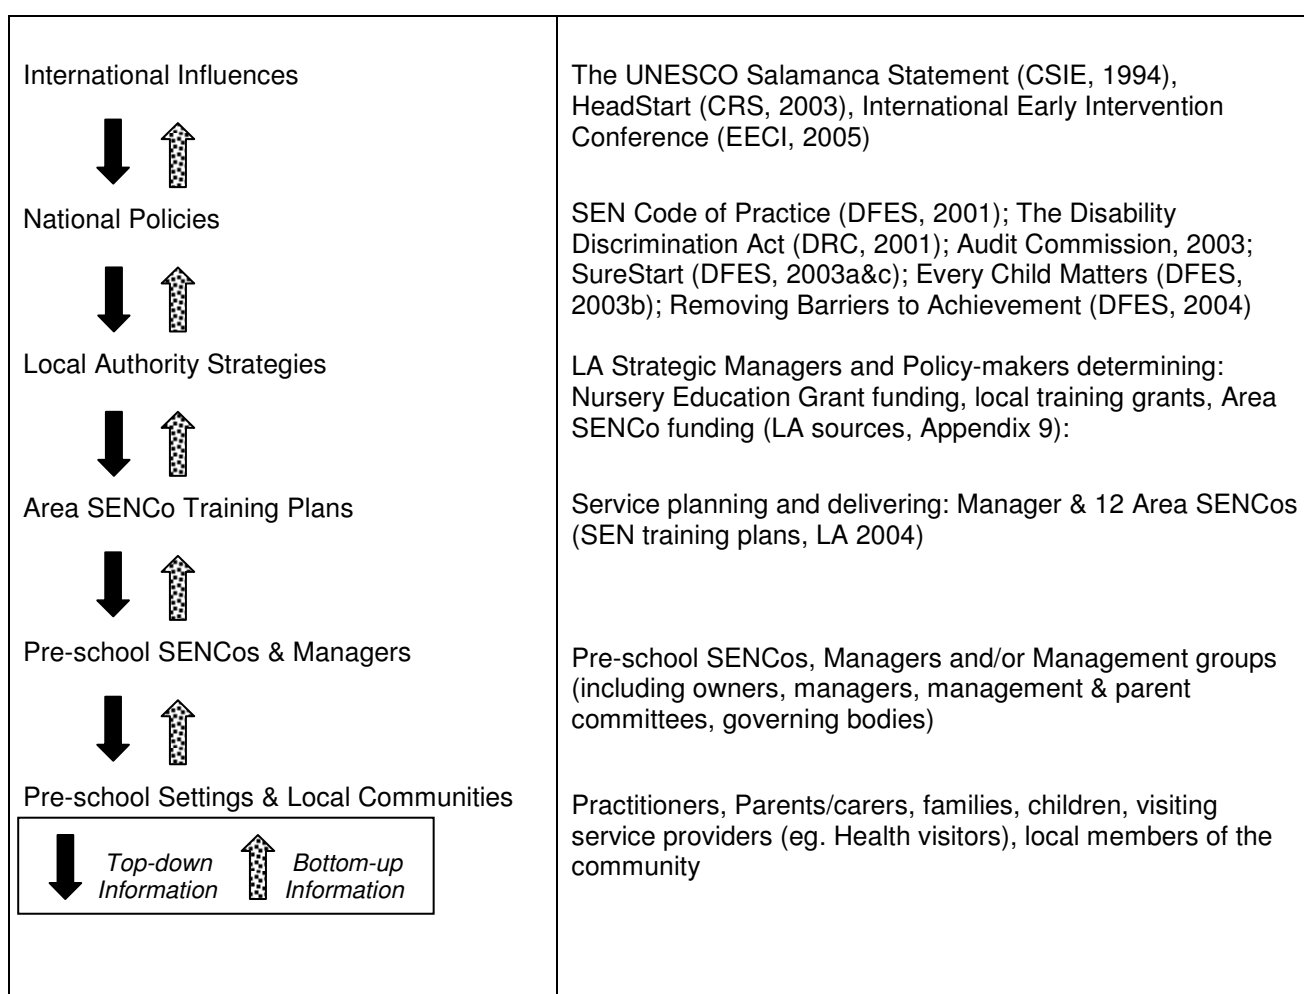 International Influences
The UNESCO Salamanca Statement (CSIE, 1994),
HeadStart (CRS, 2003), International Early Intervention
Conference (EECI, 2005)
National Policies
SEN Code of Practice (DFES, 2001); The Disability
Discrimination Act (DRC, 2001); Audit Commission, 2003;
SureStart (DFES, 2003a&c); Every Child Matters (DFES,
2003b); Removing Barriers to Achievement (DFES, 2004)
Local Authority Strategies
LA Strategic Managers and Policy-makers determining:
Nursery Education Grant funding, local training grants, Area
SENCo funding (LA sources, Appendix 9):
Area SENCo Training Plans
Service planning and delivering: Manager & 12 Area SENCos
(SEN training plans, LA 2004)
Pre-school SENCos & Managers
Pre-school SENCos, Managers and/or Management groups
(including owners, managers, management & parent
committees, governing bodies)
Pre-school Settings & Local Communities
Practitioners, Parents/carers, families, children, visiting
service providers (eg. Health visitors), local members of the
community
Top-down
Information
Bottom-up
Information